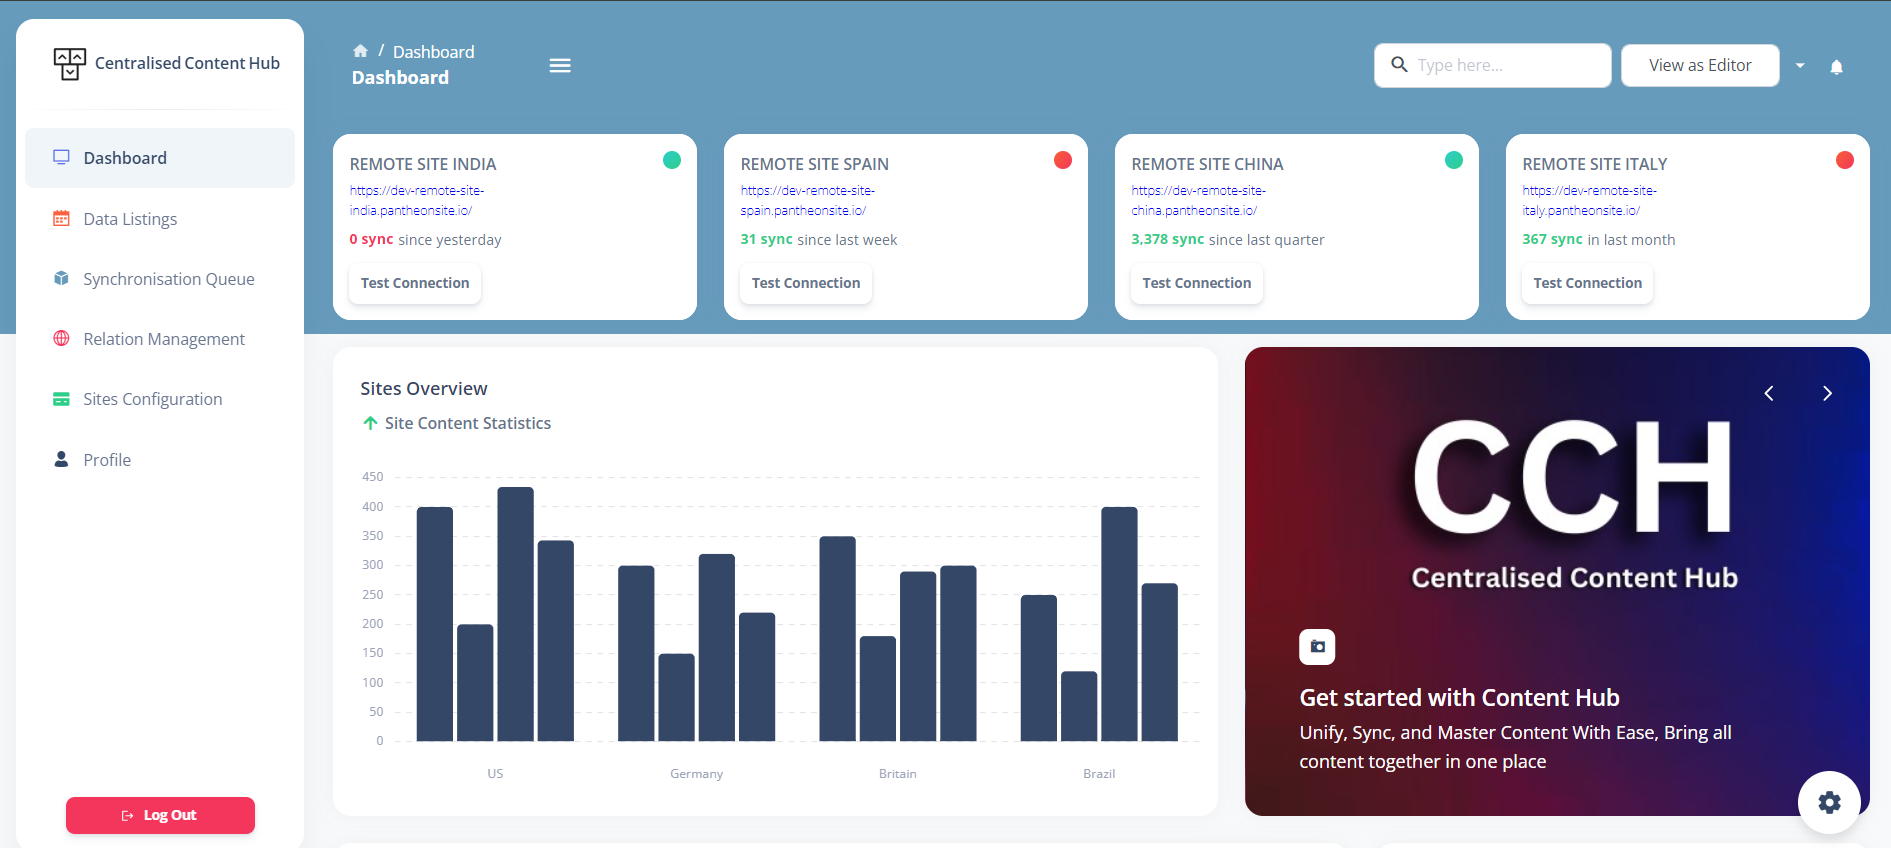 Centralised Content Hub
Dashboard
Data Listings
Synchronisation Queue
Relation Management
Sites Configuration
Profile
Log Out
/ Dashboard
Dashboard
Type here...
View as Editor
REMOTE SITE INDIA
https://dev-remote-site-
india.pantheonsite.io/
0 sync since yesterday
Test Connection
REMOTE SITE SPAIN
https://dev-remote-site-
spain.pantheonsite.io/
31 sync since last week
Test Connection
REMOTE SITE CHINA
https://dev-remote-site-
china.pantheonsite.io/
3,378 sync since last quarter
Test Connection
REMOTE SITE ITALY
https://dev-remote-site-
italy.pantheonsite.io/
367 sync in last month
Test Connection
Sites Overview
Site Content Statistics
450
400
350
300
250
200
150
100
50
0
US Germany Britain Brazil
CCH
Centralised Content Hub
Get started with Content Hub
Unify, Sync, and Master Content With Ease, Bring all
content together in one place